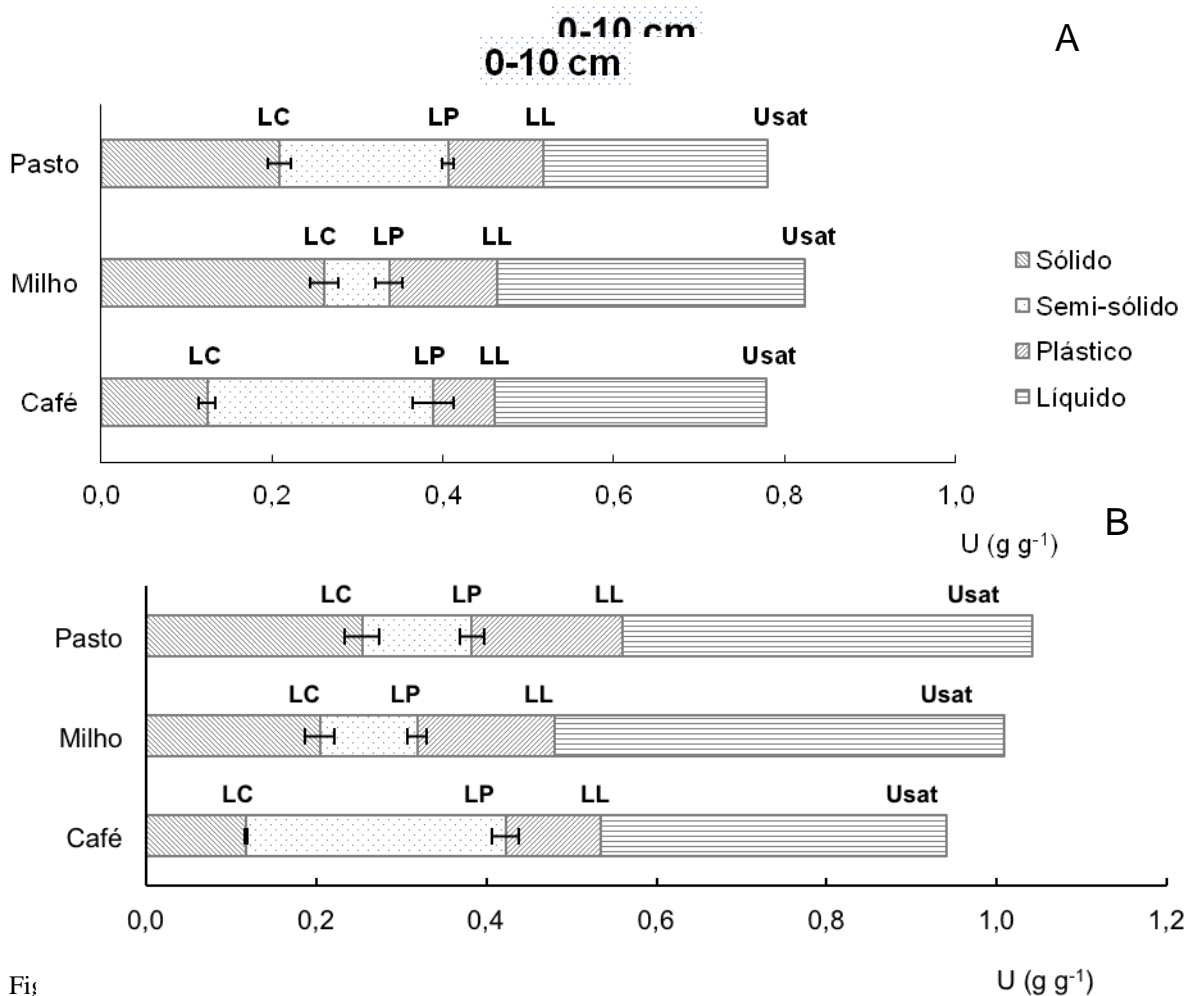 0-10 cm
A
0-10 cm
LC LP LL Usat
Pasto
LC LP LL Usat
Milho
LC LP LL Usat
Café
Sólido
Semi-sólido
Plástico
Líquido
0,0 0,2 0,4 0,6 0,8 1,0
U (g g⁻¹)
B
LC LP LL Usat
Pasto
LC LP LL Usat
Milho
LC LP LL Usat
Café
0,0 0,2 0,4 0,6 0,8 1,0 1,2
U (g g⁻¹)